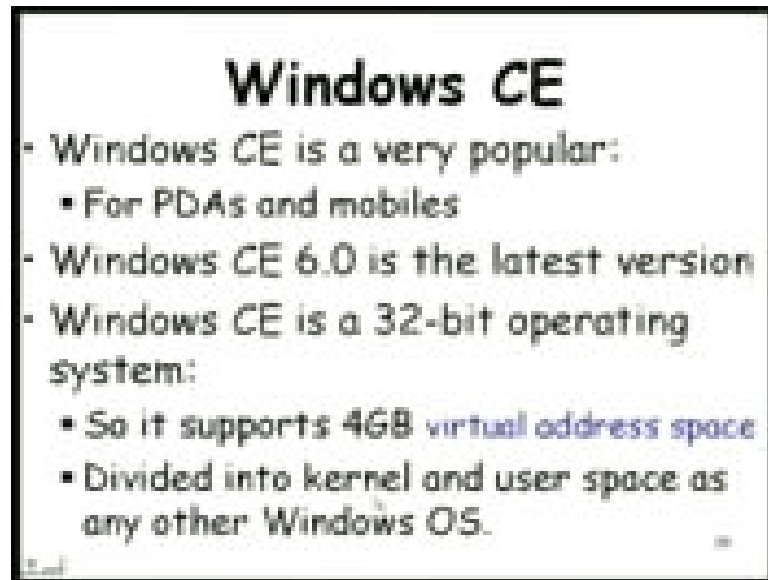 Windows CE
- Windows CE is a very popular:
▪ For PDAs and mobiles
- Windows CE 6.0 is the latest version
- Windows CE is a 32-bit operating
system:
▪ So it supports 4GB virtual address space
▪ Divided into kernel and user space as
any other Windows OS.